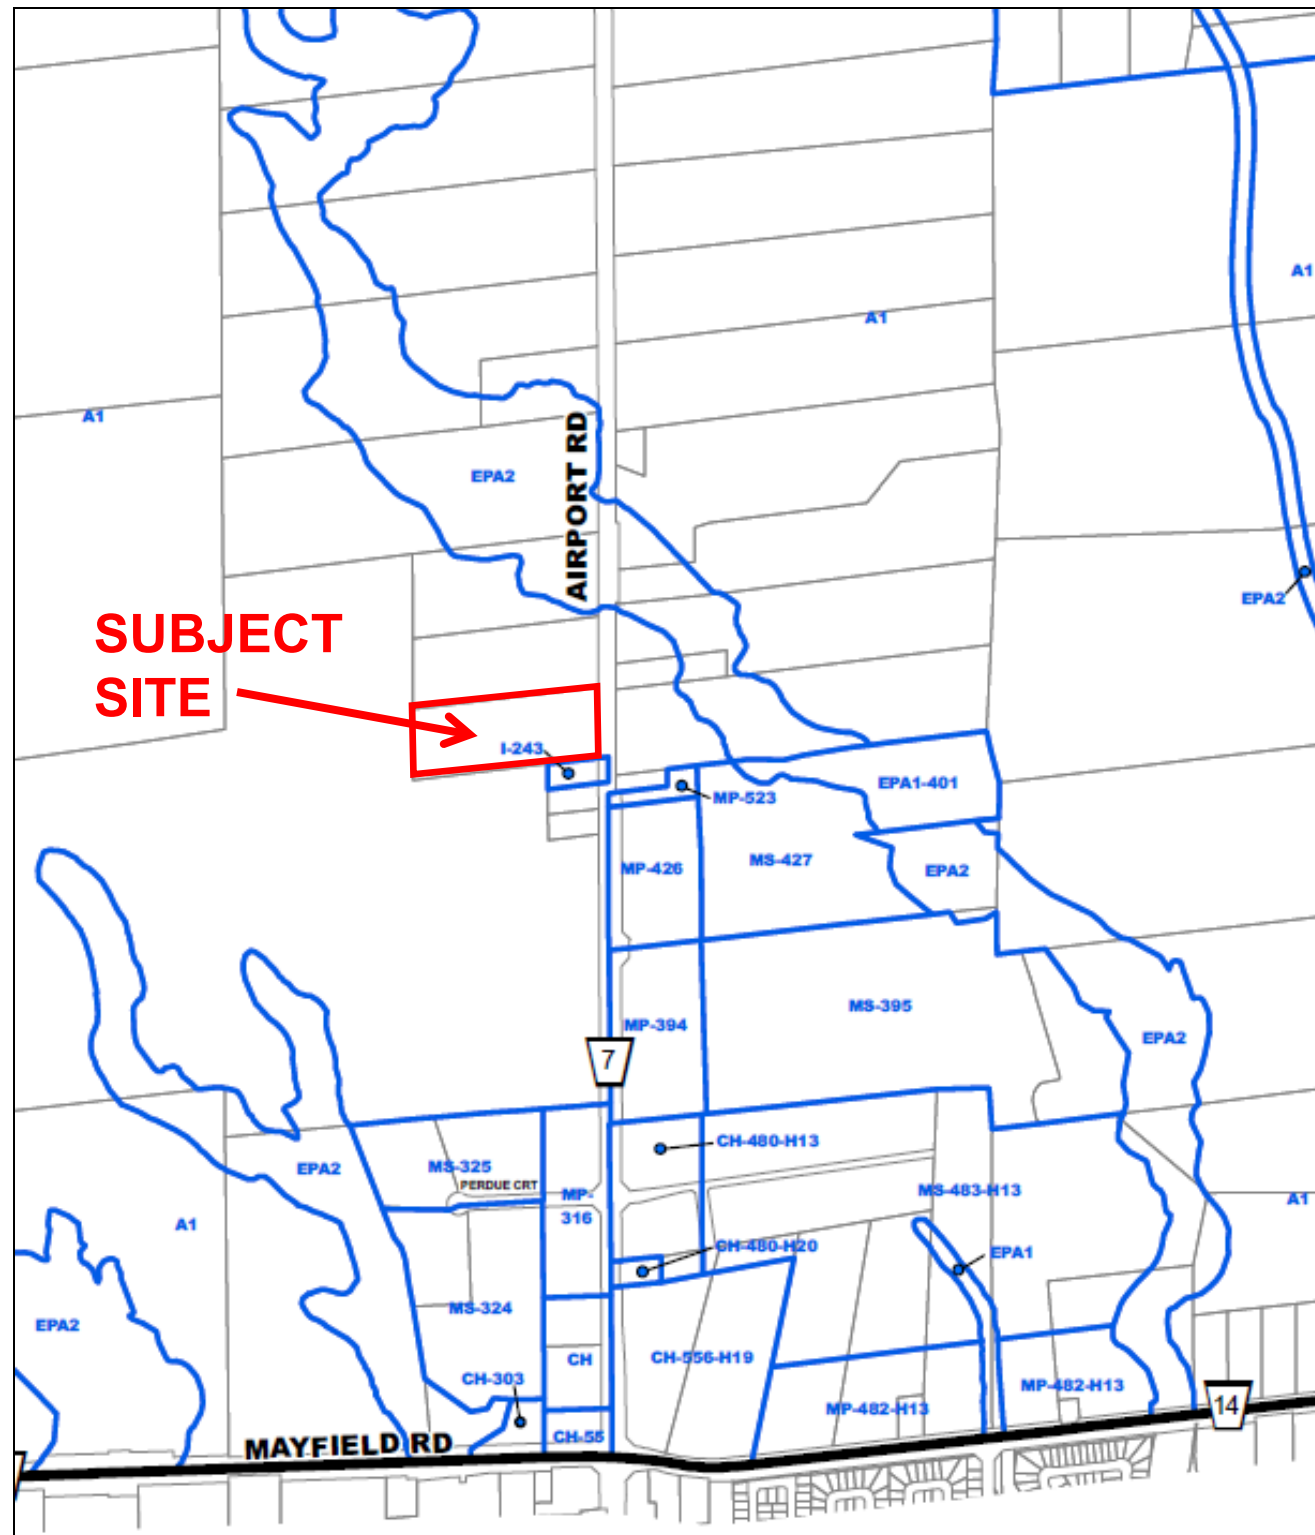 A1
A1
A1
EPA2
AIRPORT RD
EPA2
SUBJECT
SITE
I-243
EPA1-401
MP-523
MP-426
MS-427
EPA2
MS-395
MP-394
EPA2
7
CH-480-H13
EPA2
MS-325
PERDUE CRT
MP-
316
MS-483-H13
A1
A1
CH-480-H20
EPA1
MS-324
EPA2
CH
CH-556-H19
CH-303
MP-482-H13
MP-482-H13
14
CH-55
MAYFIELD RD